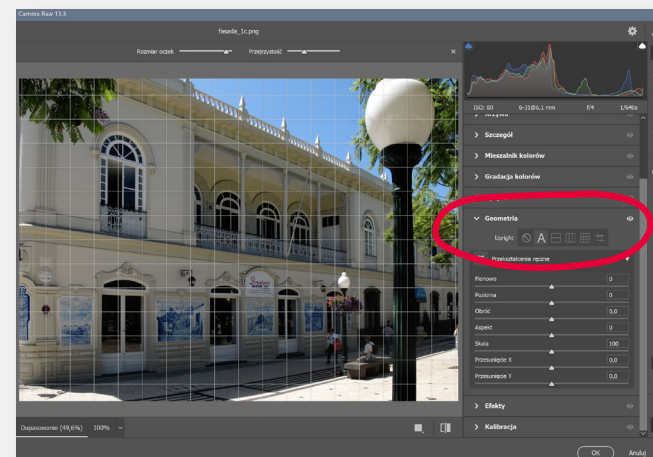 Camera Raw 13.3
fasada_1c.png
Rozmiar oczek Przejrzystość
ISO: 80 6-31@6,1 mm f/4 1/640s
Szczegół
Mieszalnik kolorów
Gradacja kolorów
Geometria
Upright A
Przekształcenia ręczne
Pionowo 0
Poziomo 0
Obróć 0,0
Aspekt 0
Skala 100
Przesunięcie X 0,0
Przesunięcie Y 0,0
Efekty
Kalibracja
Dopasowanie (49,6%) 100%
OK Anuluj